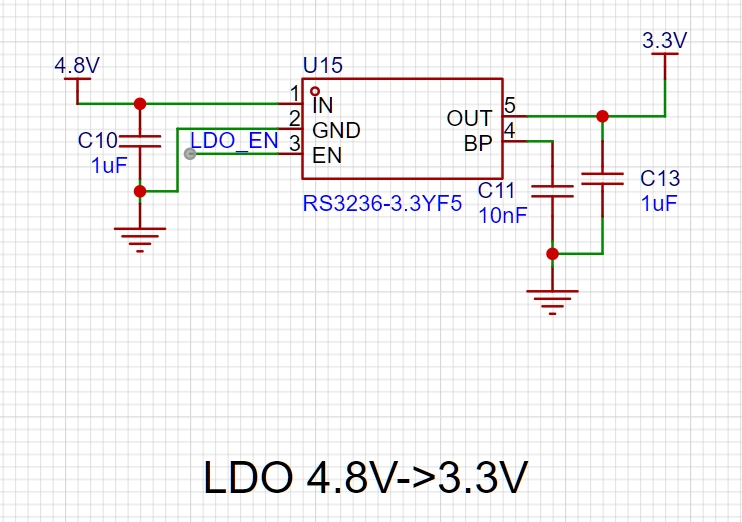 4.8V
3.3V
U15
1
IN
2
GND
3
EN
OUT
5
BP
4
LDO_EN
C10
1uF
RS3236-3.3YF5
C11
10nF
C13
1uF
LDO 4.8V->3.3V